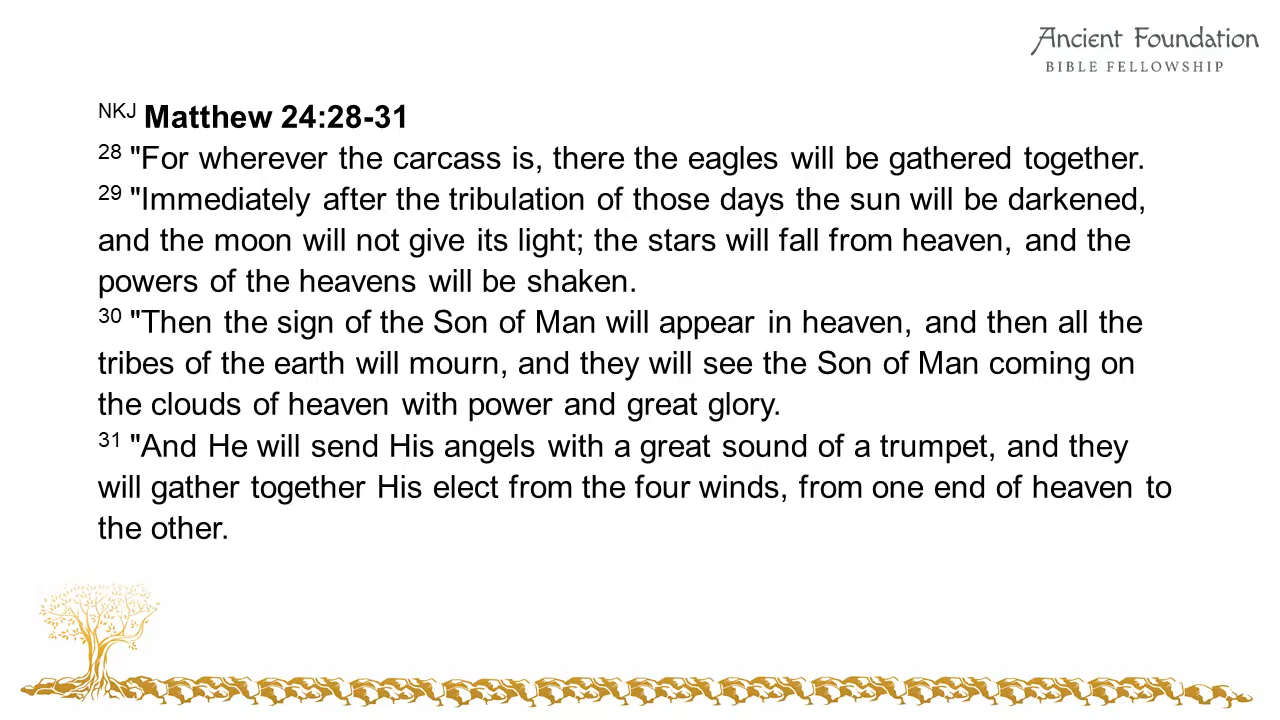 Ancient Foundation
BIBLE FELLOWSHIP
NKJ Matthew 24:28-31
28 "For wherever the carcass is, there the eagles will be gathered together.
29 "Immediately after the tribulation of those days the sun will be darkened,
and the moon will not give its light; the stars will fall from heaven, and the
powers of the heavens will be shaken.
30 "Then the sign of the Son of Man will appear in heaven, and then all the
tribes of the earth will mourn, and they will see the Son of Man coming on
the clouds of heaven with power and great glory.
31 "And He will send His angels with a great sound of a trumpet, and they
will gather together His elect from the four winds, from one end of heaven to
the other.